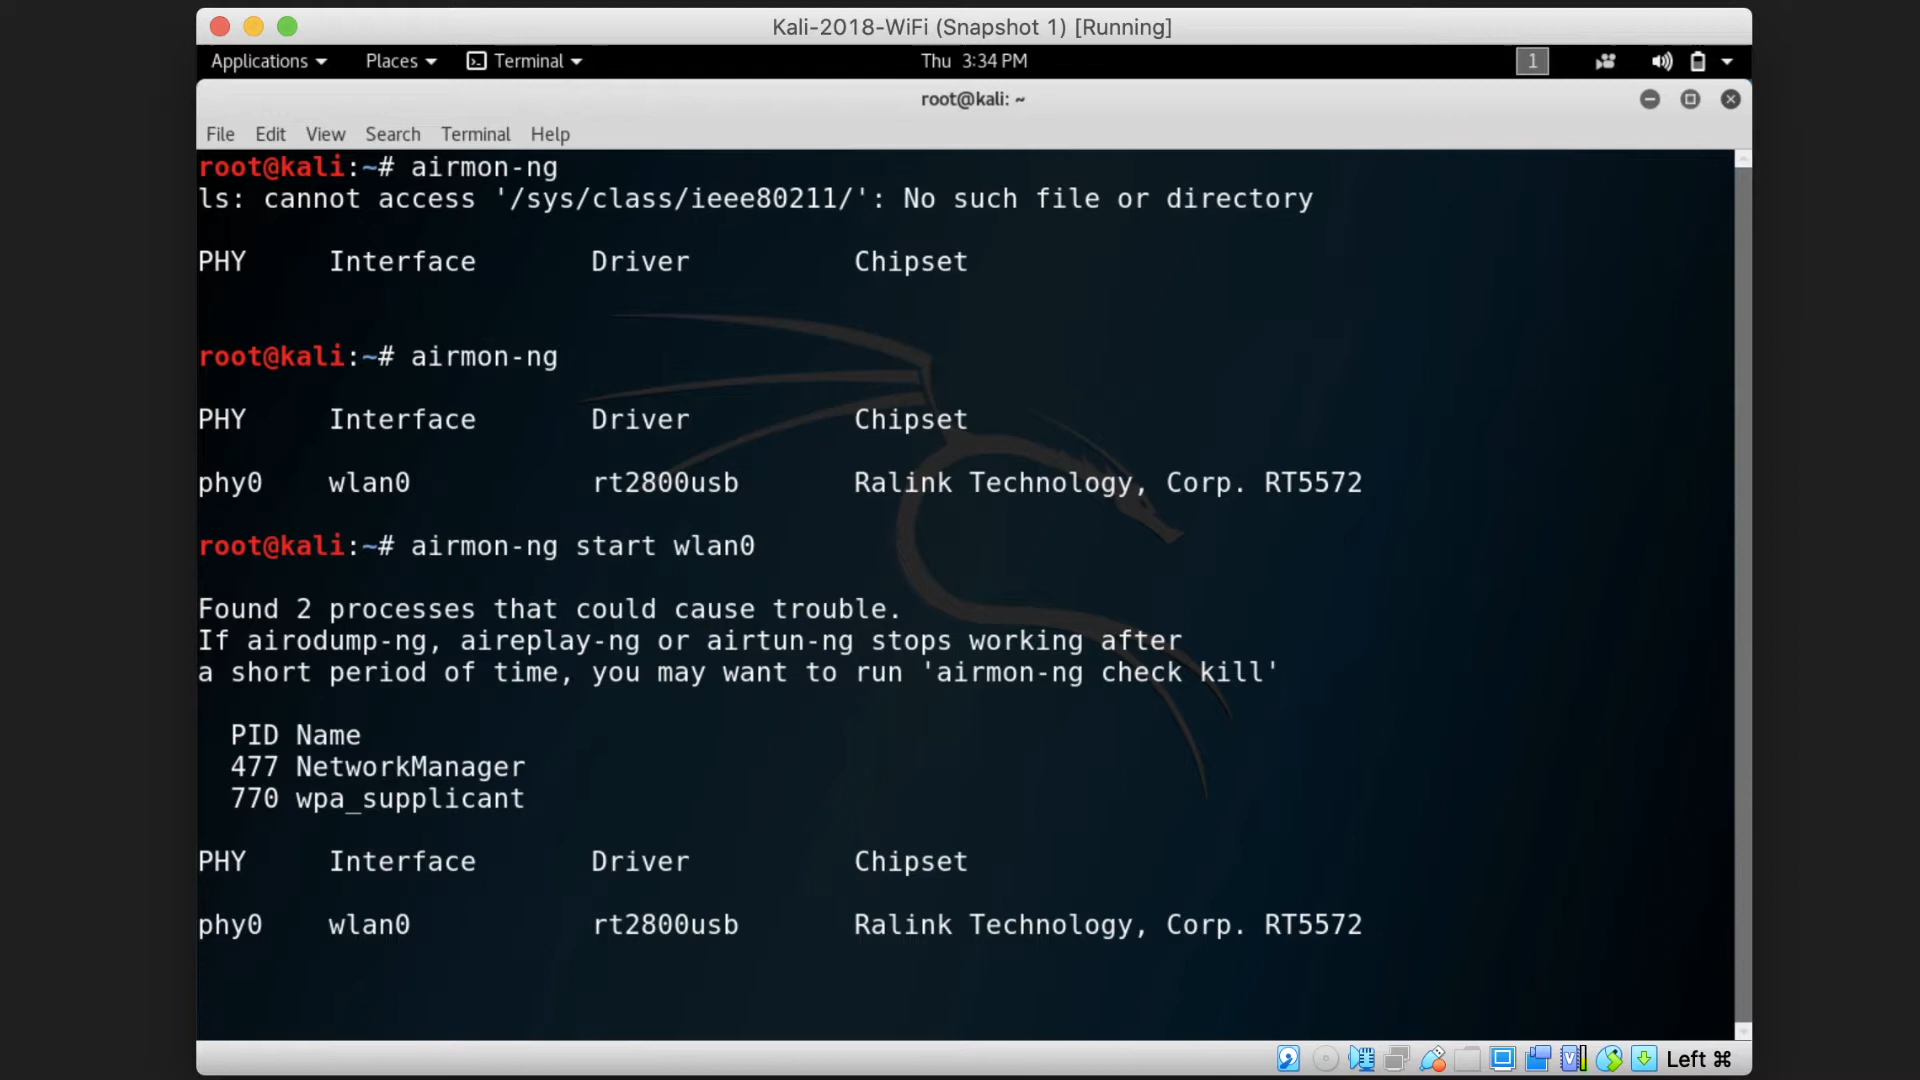 Kali-2018-WiFi (Snapshot 1) [Running]
Applications Places Terminal Thu 3:34 PM 1
root@kali: ~
File Edit View Search Terminal Help
root@kali:~# airmon-ng
ls: cannot access '/sys/class/ieee80211/': No such file or directory
PHY Interface Driver Chipset
root@kali:~# airmon-ng
PHY Interface Driver Chipset
phy0 wlan0 rt2800usb Ralink Technology, Corp. RT5572
root@kali:~# airmon-ng start wlan0
Found 2 processes that could cause trouble.
If airodump-ng, aireplay-ng or airtun-ng stops working after
a short period of time, you may want to run 'airmon-ng check kill'
PID Name
477 NetworkManager
770 wpa_supplicant
PHY Interface Driver Chipset
phy0 wlan0 rt2800usb Ralink Technology, Corp. RT5572
Left ⌘